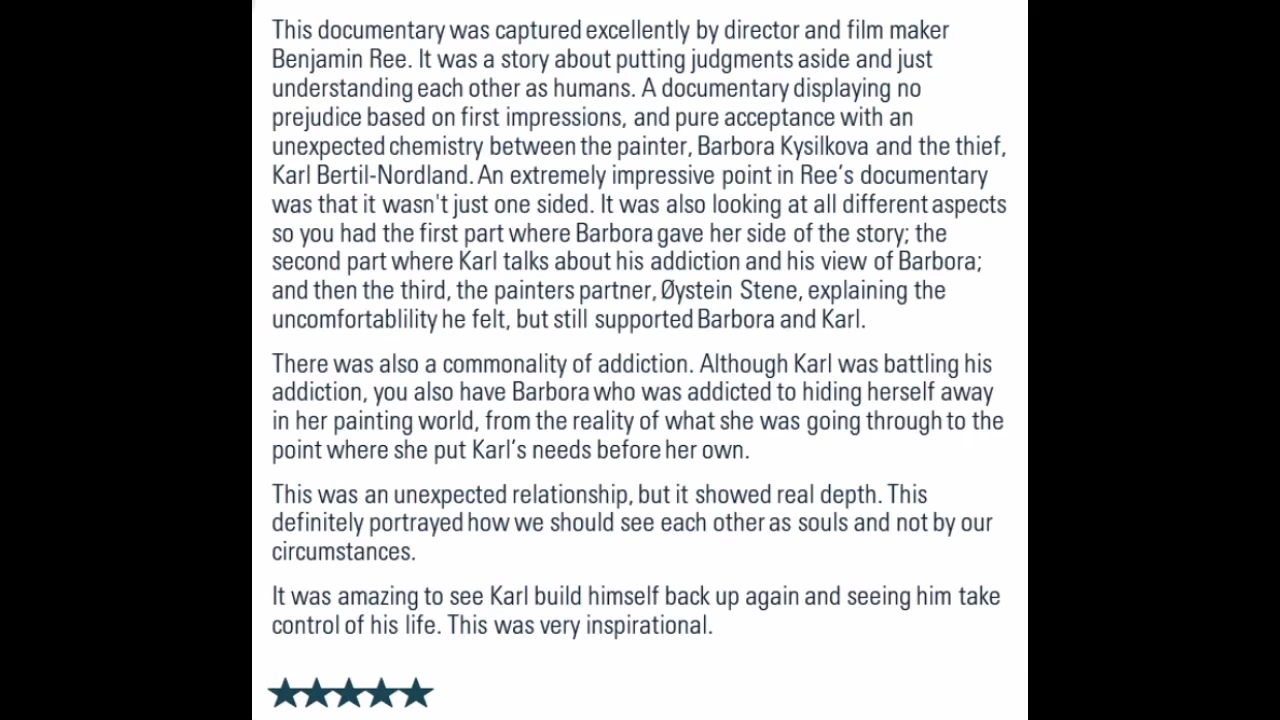 This documentary was captured excellently by director and film maker
Benjamin Ree. It was a story about putting judgments aside and just
understanding each other as humans. A documentary displaying no
prejudice based on first impressions, and pure acceptance with an
unexpected chemistry between the painter, Barbora Kysilkova and the thief,
Karl Bertil-Nordland. An extremely impressive point in Ree’s documentary
was that it wasn't just one sided. It was also looking at all different aspects
so you had the first part where Barbora gave her side of the story; the
second part where Karl talks about his addiction and his view of Barbora;
and then the third, the painters partner, Øystein Stene, explaining the
uncomfortablility he felt, but still supported Barbora and Karl.
There was also a commonality of addiction. Although Karl was battling his
addiction, you also have Barbora who was addicted to hiding herself away
in her painting world, from the reality of what she was going through to the
point where she put Karl’s needs before her own.
This was an unexpected relationship, but it showed real depth. This
definitely portrayed how we should see each other as souls and not by our
circumstances.
It was amazing to see Karl build himself back up again and seeing him take
control of his life. This was very inspirational.